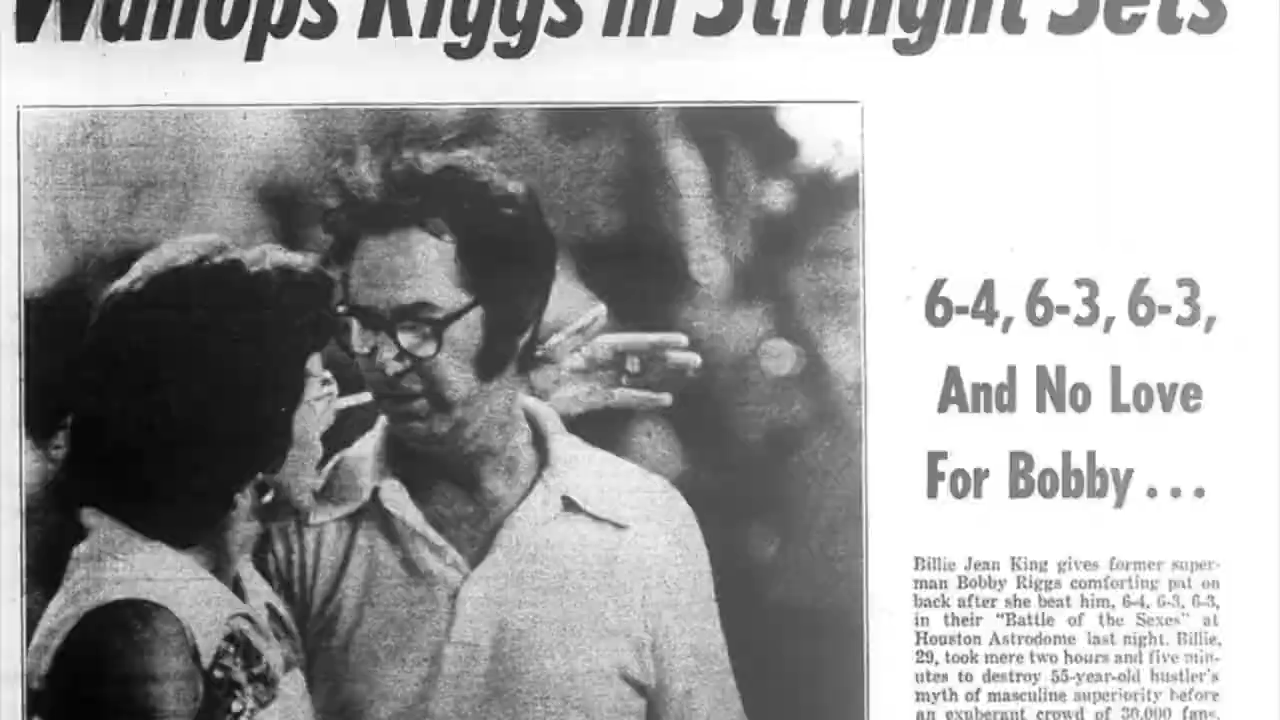 Wallops Riggs in Straight Sets
6-4, 6-3, 6-3,
And No Love
For Bobby . . .
Billie Jean King gives former super-
man Bobby Riggs comforting pat on
back after she beat him, 6-4, 6-3, 6-3,
in their "Battle of the Sexes" at
Houston Astrodome last night. Billie,
29, took mere two hours and five min-
utes to destroy 55-year-old hustler's
myth of masculine superiority before
an exuberant crowd of 30,000 fans.